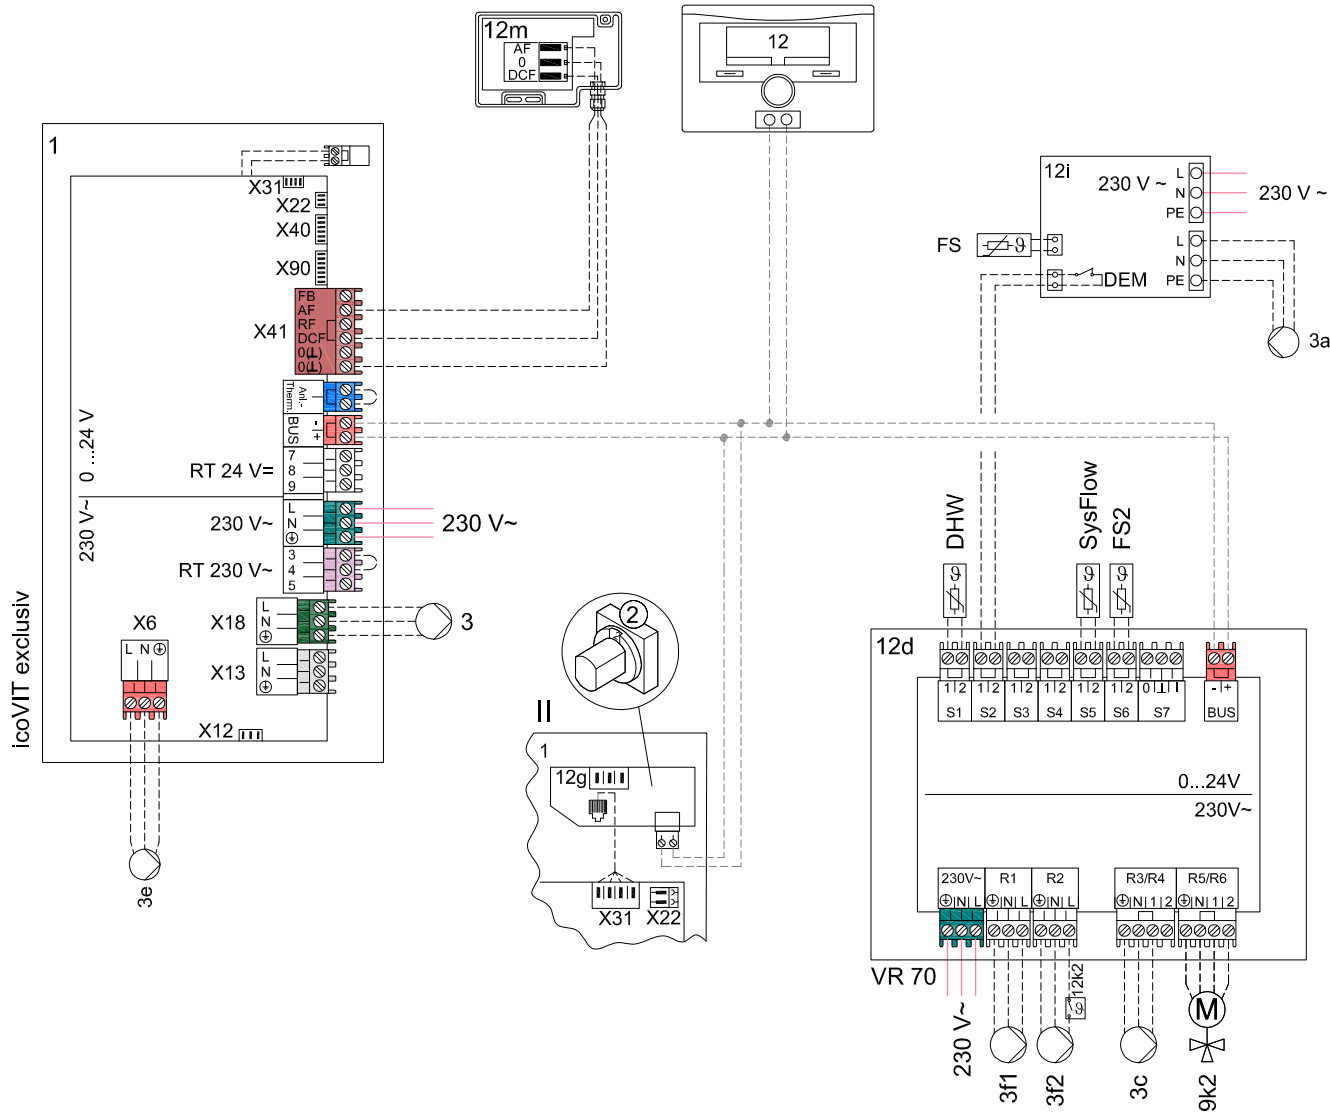 12m
AF
0
DCF
12
1
X31
X22
X40
X90
X41
FB
AF
RF
DCF
0(L)
0(L)
Anl.-
Therm.
BUS
- +
0 ...24 V
230 V~
RT 24 V=
7
8
9
230 V~
L
N
230 V~
RT 230 V~
3
4
5
X18
L
N
3
X13
L
N
X6
L N
X12
3e
icoVIT exclusiv
12i
230 V ~
L
N
PE
230 V ~
FS
DEM
L
N
PE
3a
2
II
1
12g
X31
X22
DHW
SysFlow
FS2
12d
1 2
S1
1 2
S2
1 2
S3
1 2
S4
1 2
S5
1 2
S6
0 1
S7
- +
BUS
0...24V
230V~
230V~
N L
R1
N L
R2
N L
R3/R4
N 1 2
R5/R6
N 1 2
VR 70
230 V~
3f1
3f2
12k2
3c
M
9k2